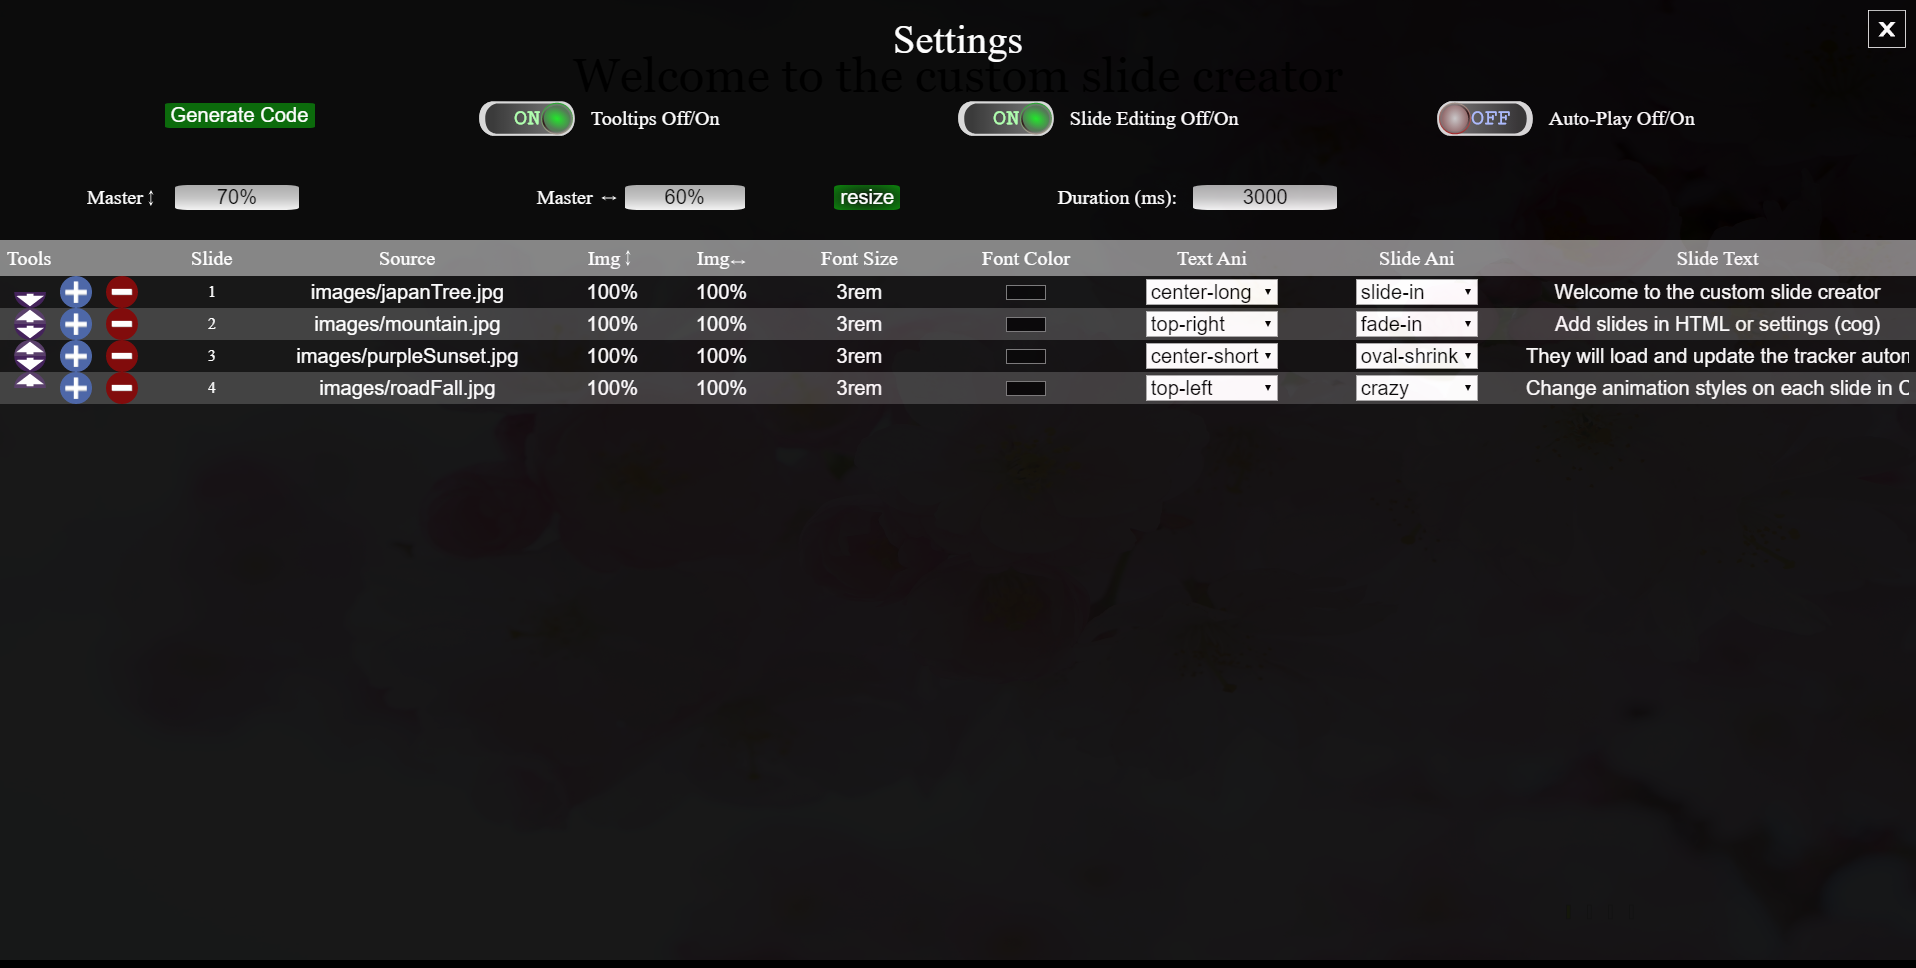 Settings
X
Welcome to the custom slide creator
Generate Code
ON Tooltips Off/On
ON Slide Editing Off/On
OFF Auto-Play Off/On
Master ↕ 70%
Master ↔ 60%
resize
Duration (ms): 3000
Tools Slide Source Img ↕ Img↔ Font Size Font Color Text Ani Slide Ani Slide Text
1 images/japanTree.jpg 100% 100% 3rem center-long slide-in Welcome to the custom slide creator
2 images/mountain.jpg 100% 100% 3rem top-right fade-in Add slides in HTML or settings (cog)
3 images/purpleSunset.jpg 100% 100% 3rem center-short oval-shrink They will load and update the tracker auton
4 images/roadFall.jpg 100% 100% 3rem top-left crazy Change animation styles on each slide in C